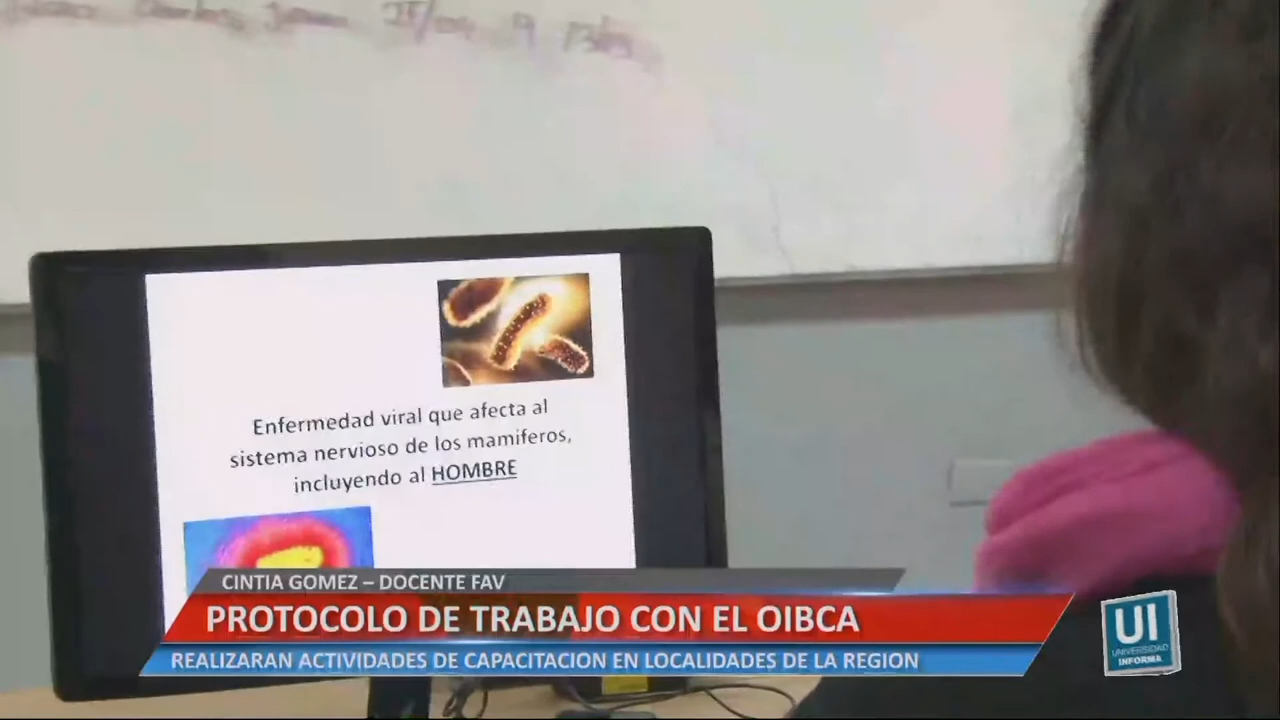 Enfermedad viral que afecta al
sistema nervioso de los mamiferos,
incluyendo al HOMBRE
CINTIA GOMEZ – DOCENTE FAV
PROTOCOLO DE TRABAJO CON EL OIBCA
REALIZARAN ACTIVIDADES DE CAPACITACION EN LOCALIDADES DE LA REGION
UI
UNIVERSIDAD
INFORMA